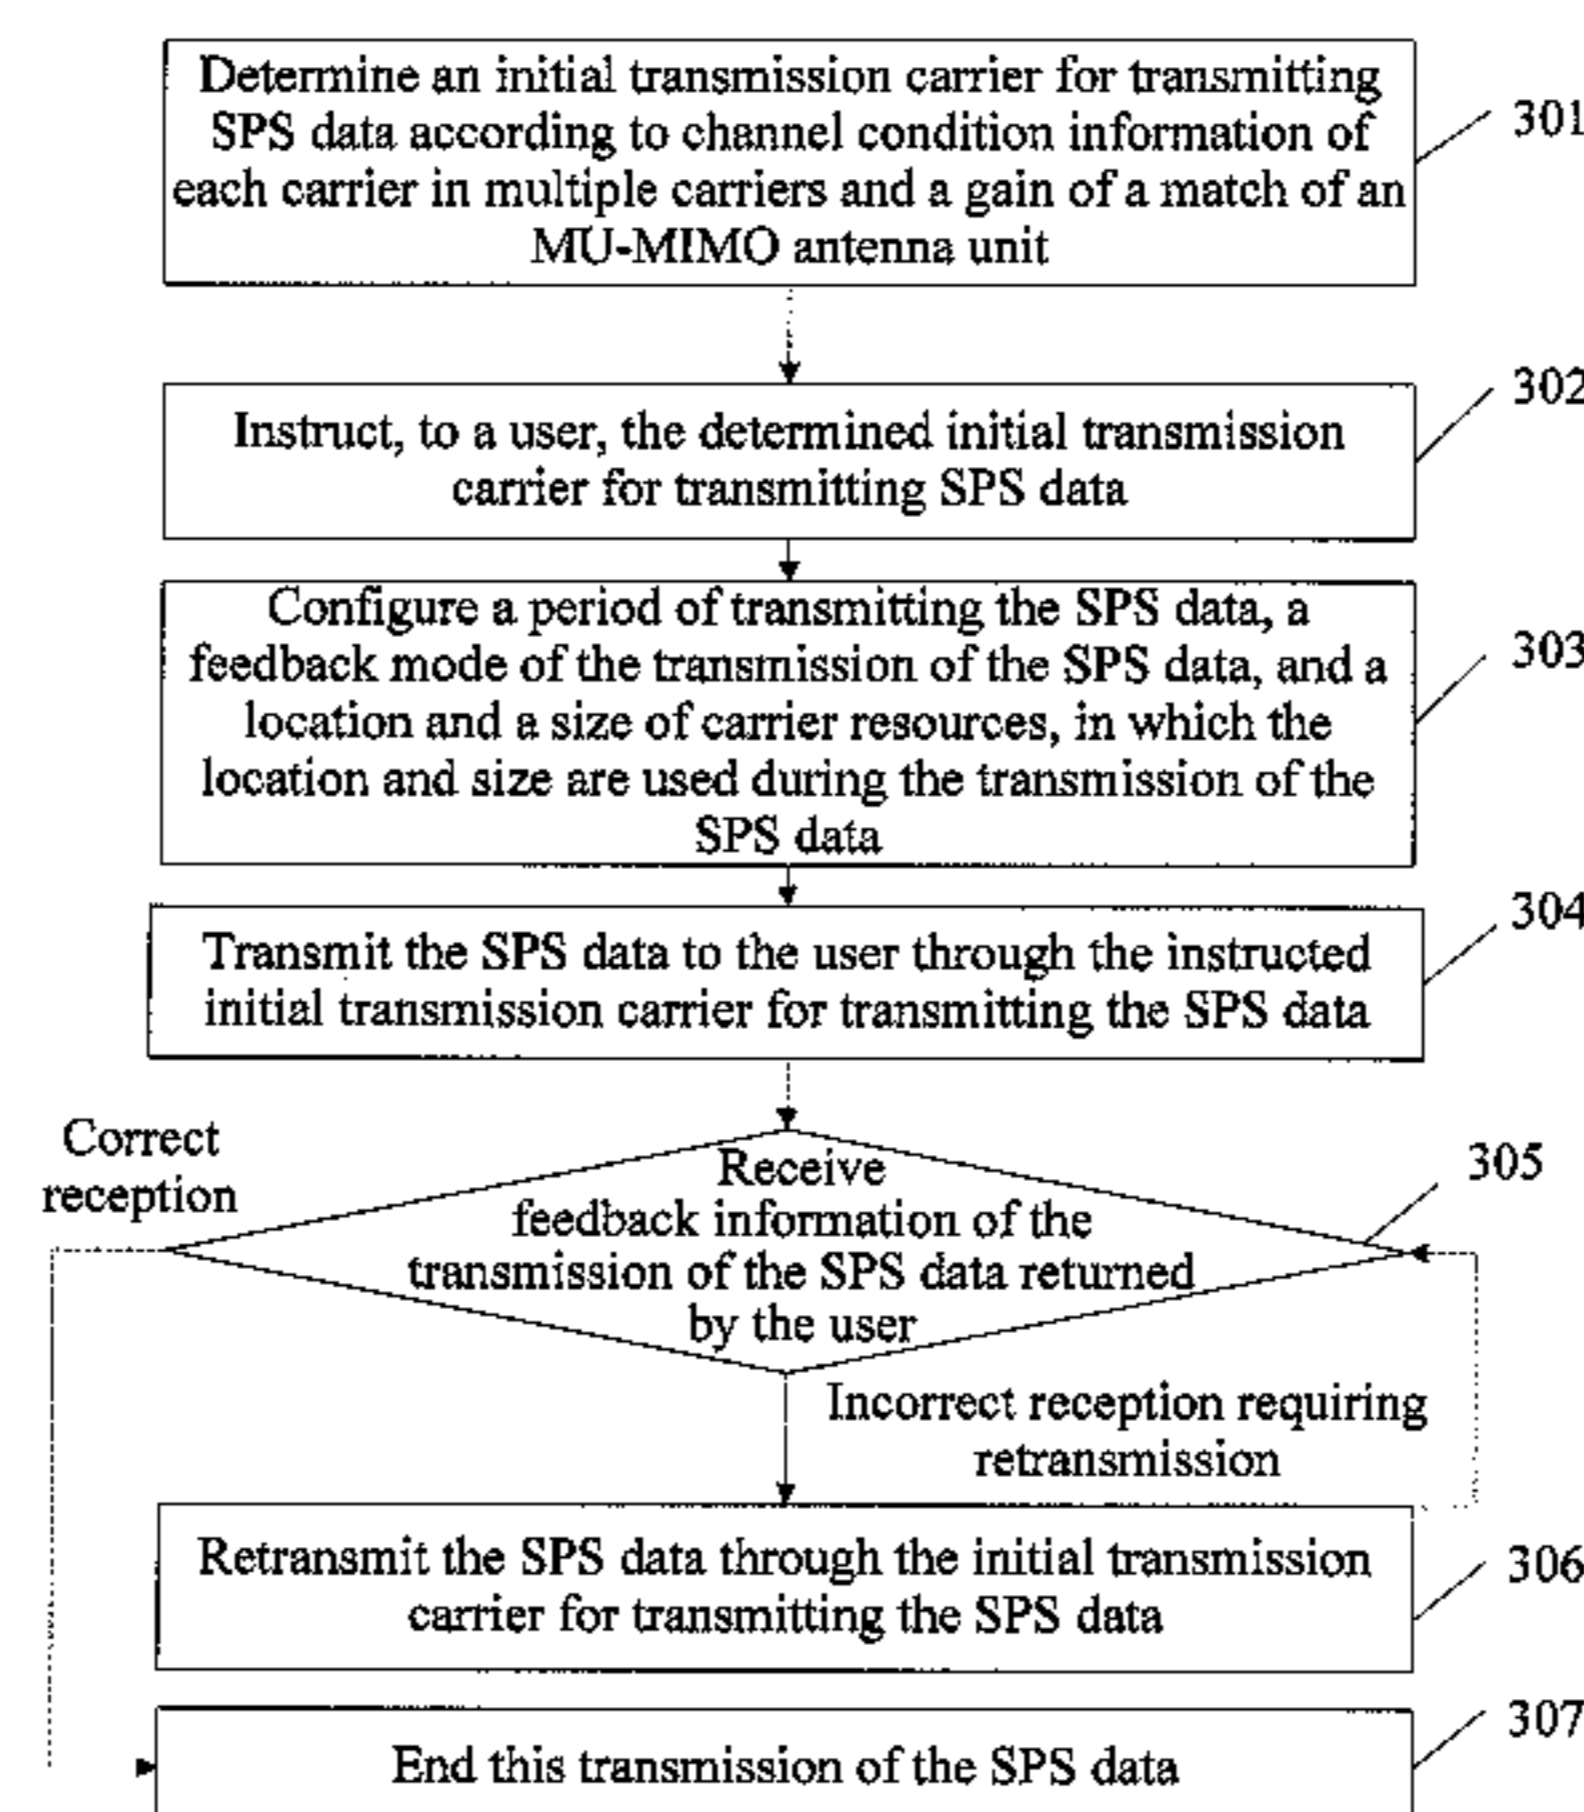 Determine an initial transmission carrier for transmitting
SPS data according to channel condition information of
each carrier in multiple carriers and a gain of a match of an
MU-MIMO antenna unit
301
Instruct, to a user, the determined initial transmission
carrier for transmitting SPS data
302
Configure a period of transmitting the SPS data, a
feedback mode of the transmission of the SPS data, and a
location and a size of carrier resources, in which the
location and size are used during the transmission of the
SPS data
303
Transmit the SPS data to the user through the instructed
initial transmission carrier for transmitting the SPS data
304
Correct
reception
Receive
feedback information of the
transmission of the SPS data returned
by the user
305
Incorrect reception requiring
retransmission
Retransmit the SPS data through the initial transmission
carrier for transmitting the SPS data
306
End this transmission of the SPS data
307